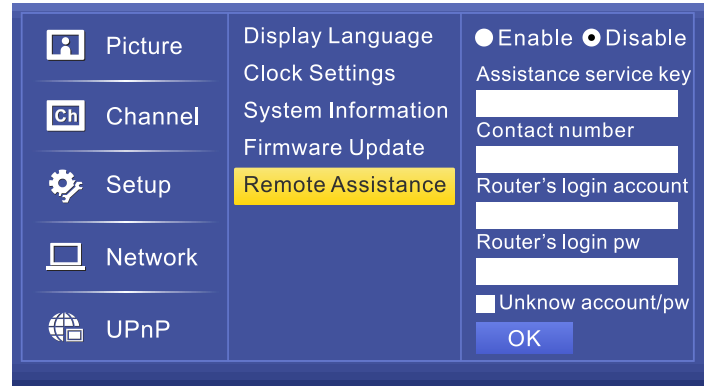 Picture
Ch Channel
Setup
Network
UPnP
Display Language
Clock Settings
System Information
Firmware Update
Remote Assistance
Enable Disable
Assistance service key
Contact number
Router's login account
Router's login pw
Unknow account/pw
OK